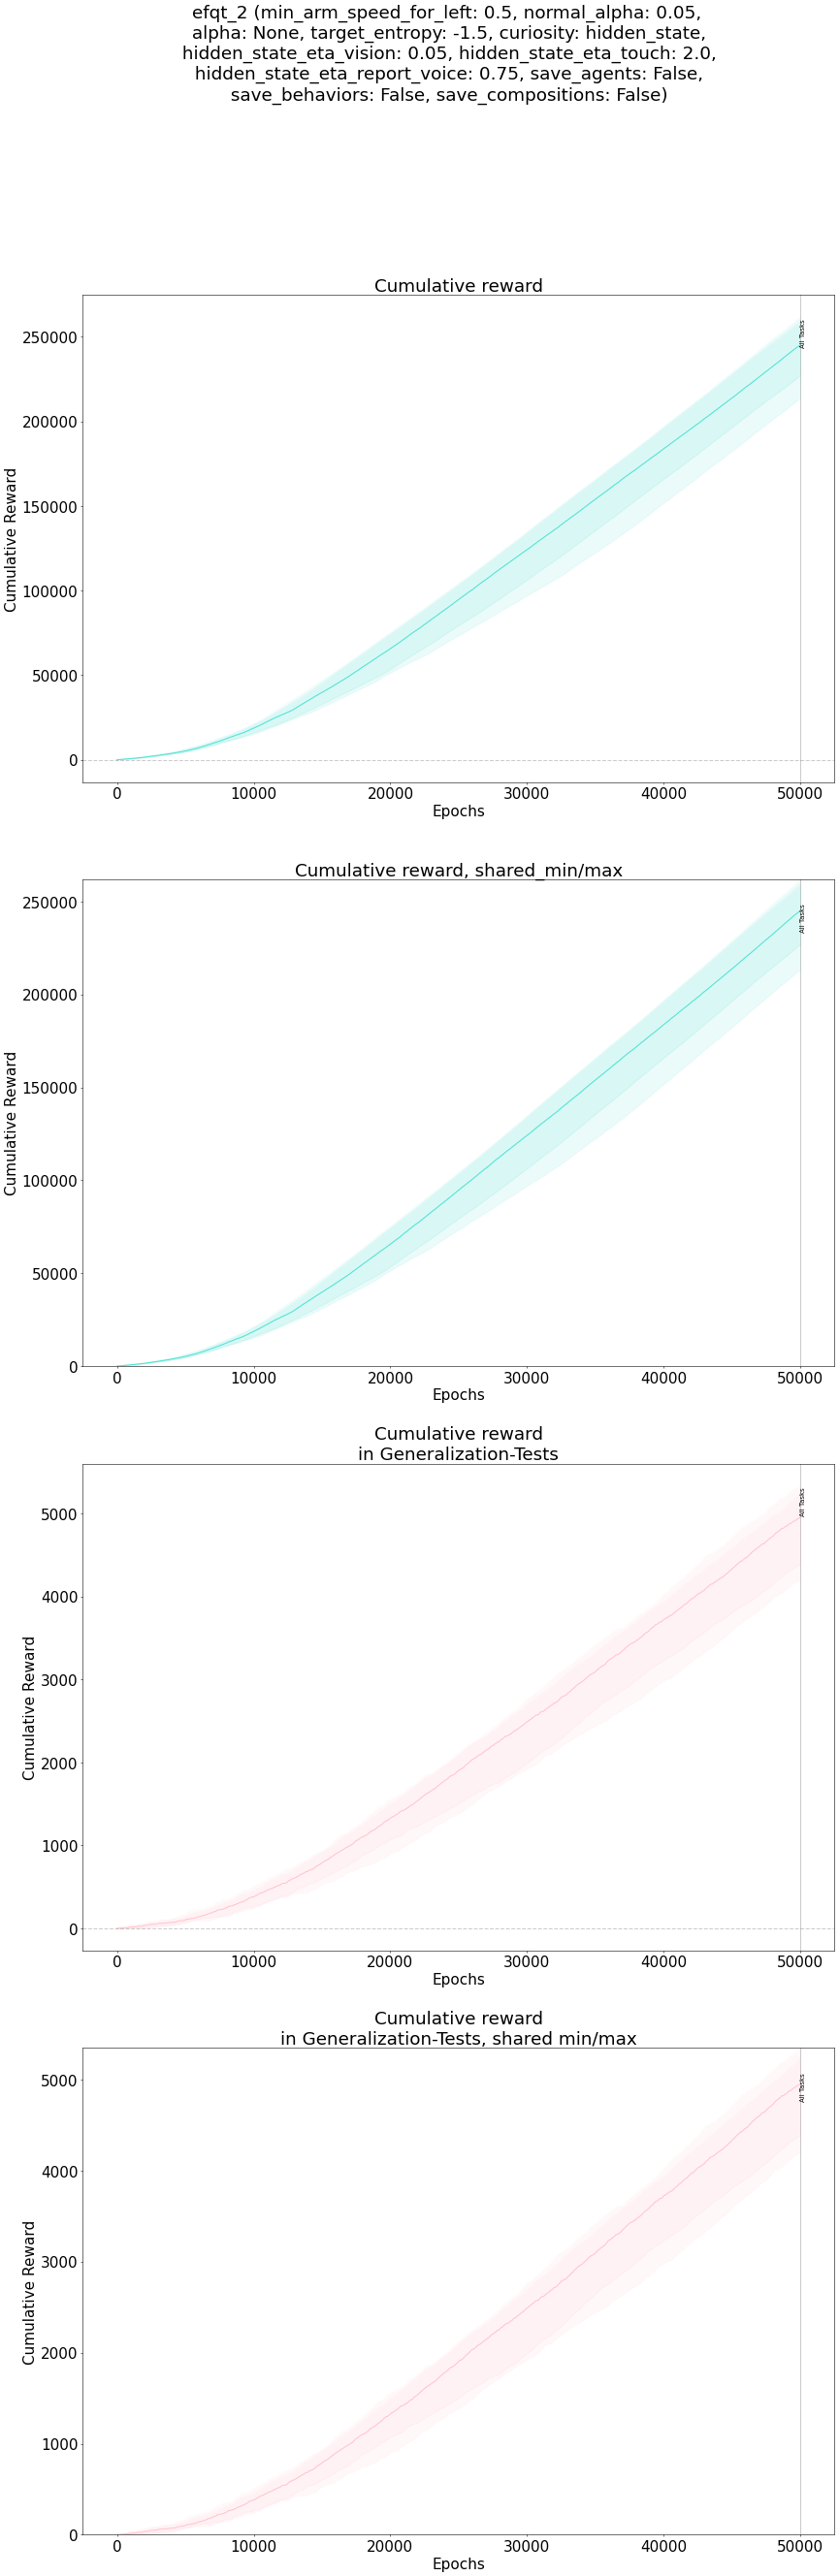 efqt_2 (min_arm_speed_for_left: 0.5, normal_alpha: 0.05,
alpha: None, target_entropy: -1.5, curiosity: hidden_state,
hidden_state_eta_vision: 0.05, hidden_state_eta_touch: 2.0,
hidden_state_eta_report_voice: 0.75, save_agents: False,
save_behaviors: False, save_compositions: False)
Cumulative reward
250000
200000
150000
100000
50000
0
Cumulative Reward
All Tasks
0 10000 20000 30000 40000 50000
Epochs
Cumulative reward, shared_min/max
250000
200000
150000
100000
50000
0
Cumulative Reward
All Tasks
0 10000 20000 30000 40000 50000
Epochs
Cumulative reward
in Generalization-Tests
5000
4000
3000
2000
1000
0
Cumulative Reward
All Tasks
0 10000 20000 30000 40000 50000
Epochs
Cumulative reward
in Generalization-Tests, shared min/max
5000
4000
3000
2000
1000
0
Cumulative Reward
All Tasks
0 10000 20000 30000 40000 50000
Epochs